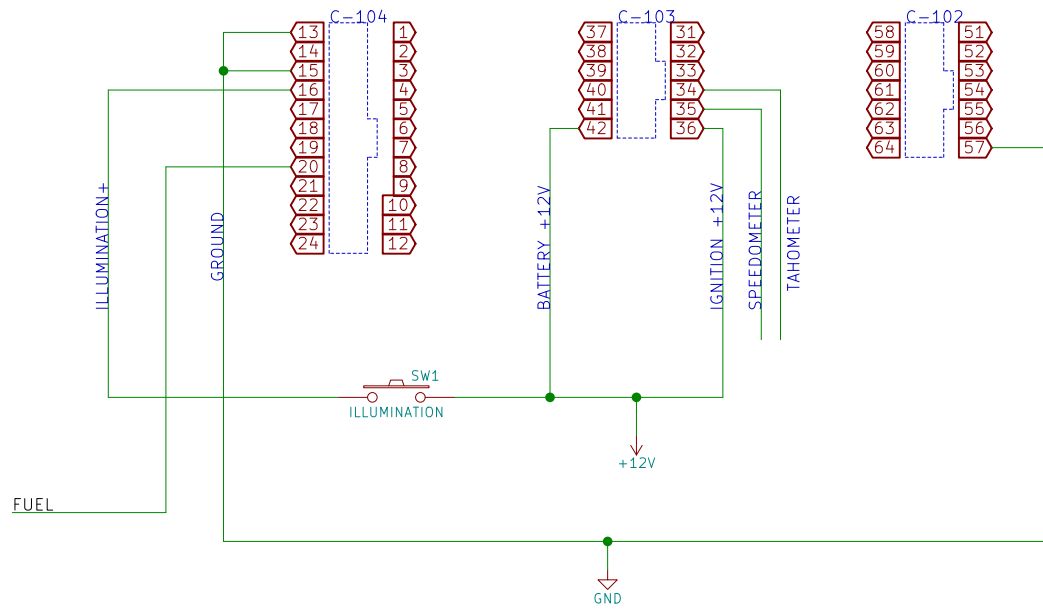 C-104
C-103
C-102
13 1
14 2
15 3
16 4
17 5
18 6
19 7
20 8
21 9
22 10
23 11
24 12
37 31
38 32
39 33
40 34
41 35
42 36
58 51
59 52
60 53
61 54
62 55
63 56
64 57
ILLUMINATION+
GROUND
BATTERY +12V
IGNITION +12V
SPEEDOMETER
TAHOMETER
SW1
ILLUMINATION
+12V
FUEL
GND